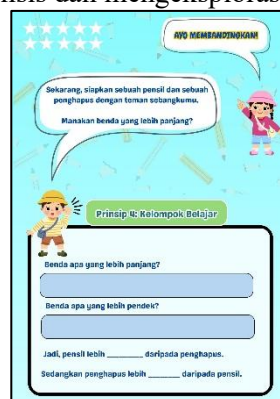 AYO MEMBANDINGKAN!
Sekarang, siapkan sebuah pensil dan sebuah
penghapus dengan teman sebangkumu.
Manakan benda yang lebih panjang?
Prinsip 4: Kelompok Belajar
Benda apa yang lebih panjang?
Benda apa yang lebih pendek?
Jadi, pensil lebih ________ daripada penghapus.
Sedangkan penghapus lebih ______ daripada pensil.